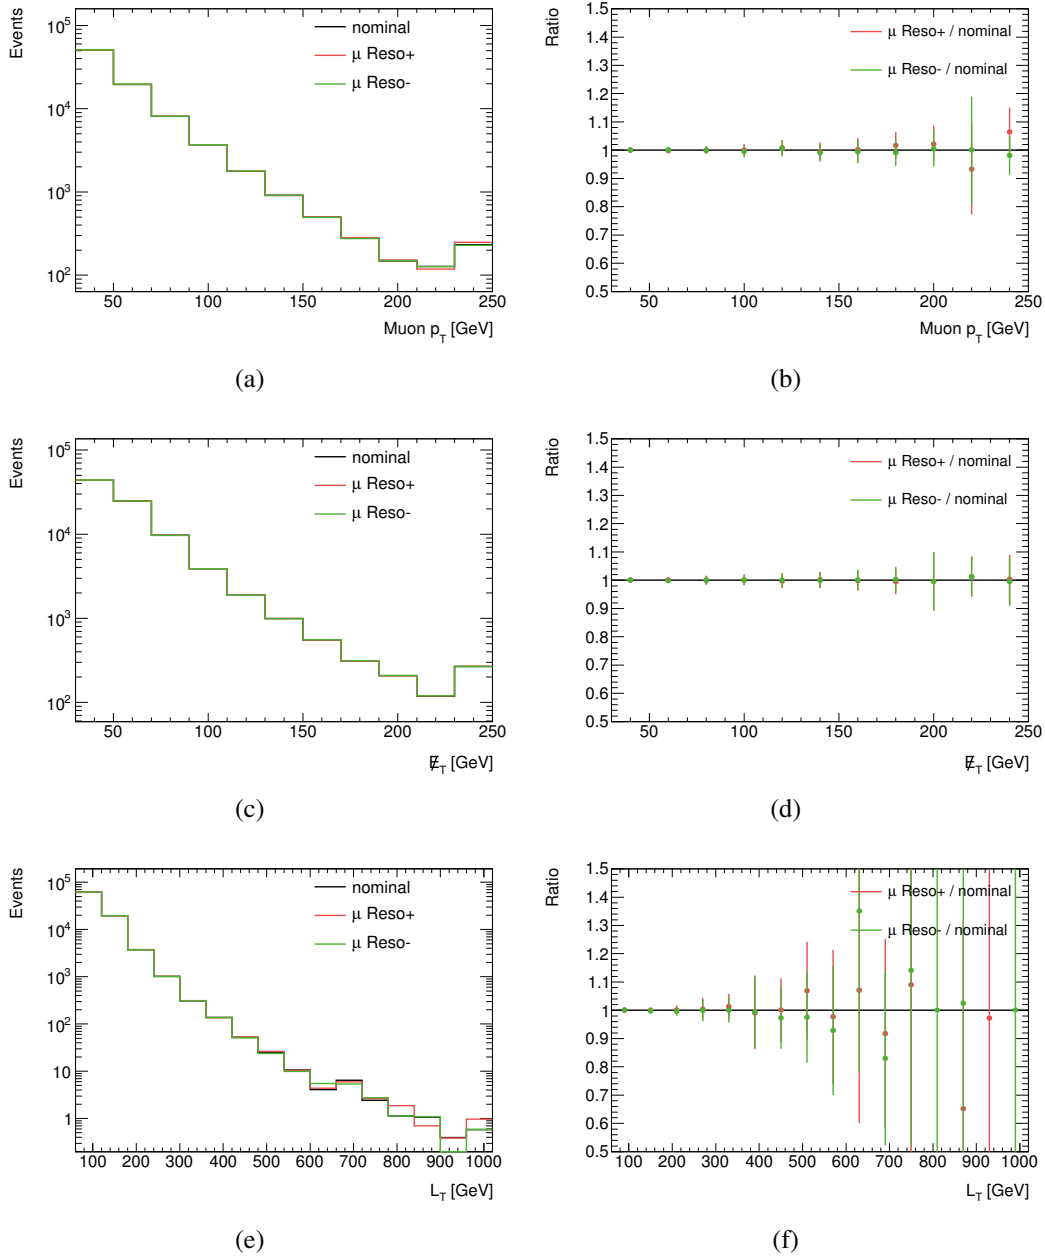 Events
10^5
10^4
10^3
10^2
nominal
μ Reso+
μ Reso-
50 100 150 200 250
Muon p_T [GeV]
(a)
Ratio
1.5
1.4
1.3
1.2
1.1
1
0.9
0.8
0.7
0.6
0.5
μ Reso+ / nominal
μ Reso- / nominal
50 100 150 200 250
Muon p_T [GeV]
(b)
Events
10^5
10^4
10^3
10^2
nominal
μ Reso+
μ Reso-
50 100 150 200 250
E̸_T [GeV]
(c)
Ratio
1.5
1.4
1.3
1.2
1.1
1
0.9
0.8
0.7
0.6
0.5
μ Reso+ / nominal
μ Reso- / nominal
50 100 150 200 250
E̸_T [GeV]
(d)
Events
10^5
10^4
10^3
10^2
10
1
nominal
μ Reso+
μ Reso-
100 200 300 400 500 600 700 800 900 1000
L_T [GeV]
(e)
Ratio
1.5
1.4
1.3
1.2
1.1
1
0.9
0.8
0.7
0.6
0.5
μ Reso+ / nominal
μ Reso- / nominal
100 200 300 400 500 600 700 800 900 1000
L_T [GeV]
(f)